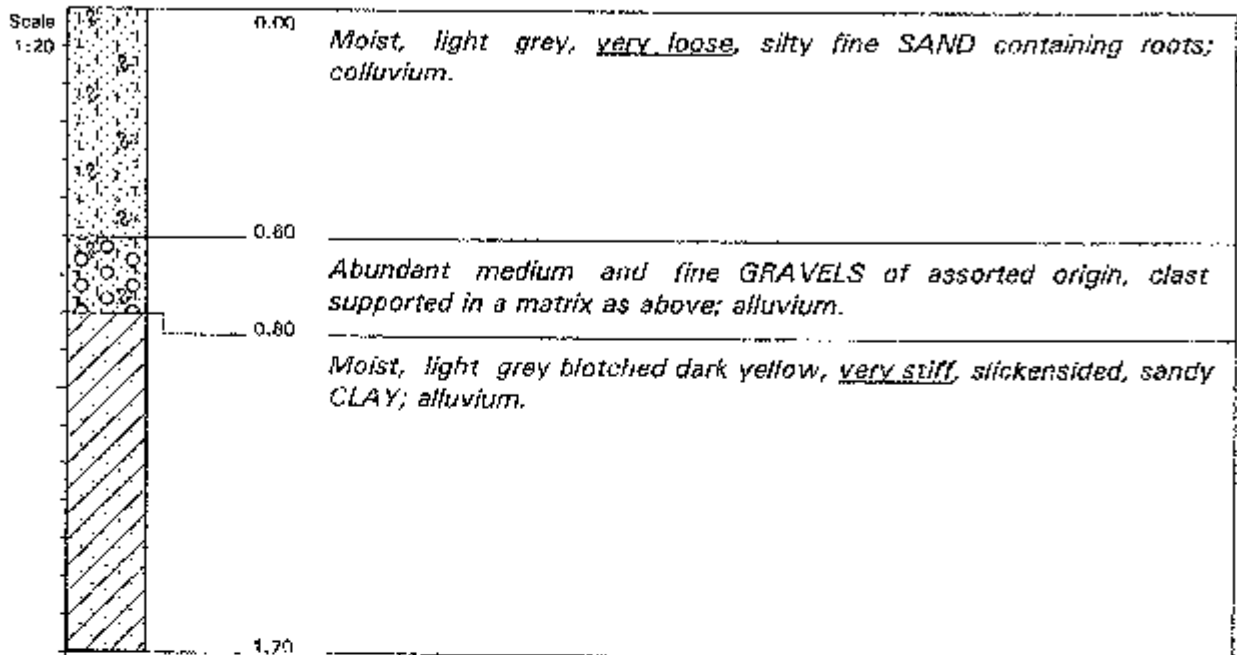 Scale
1:20
0.00
Moist, light grey, very loose, silty fine SAND containing roots;
colluvium.
0.60
Abundant medium and fine GRAVELS of assorted origin, clast
supported in a matrix as above; alluvium.
0.80
Moist, light grey blotched dark yellow, very stiff, slickensided, sandy
CLAY; alluvium.
1.70